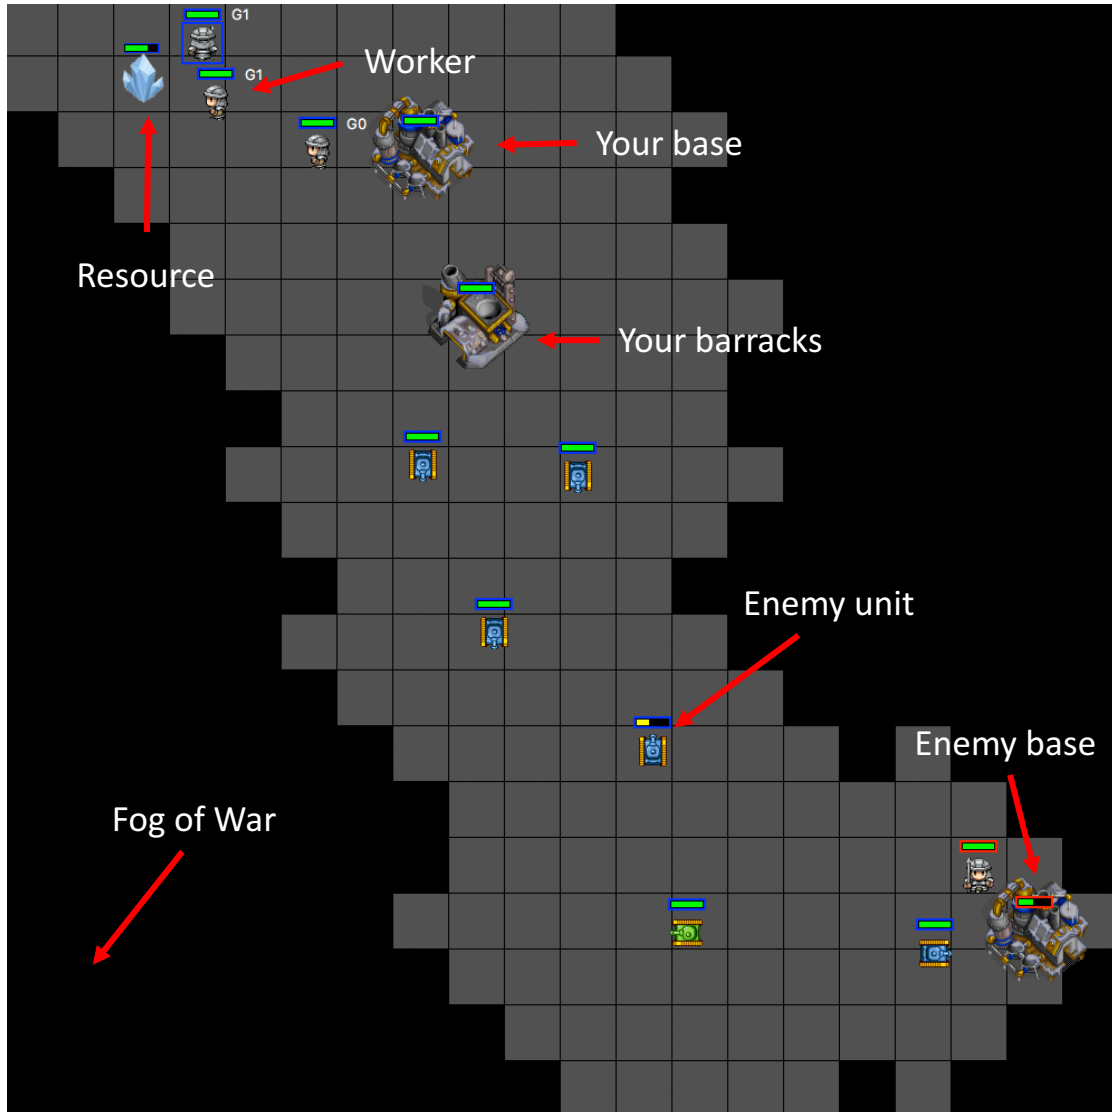 G1
G1
Worker
G0
Your base
Resource
Your barracks
Enemy unit
Enemy base
Fog of War